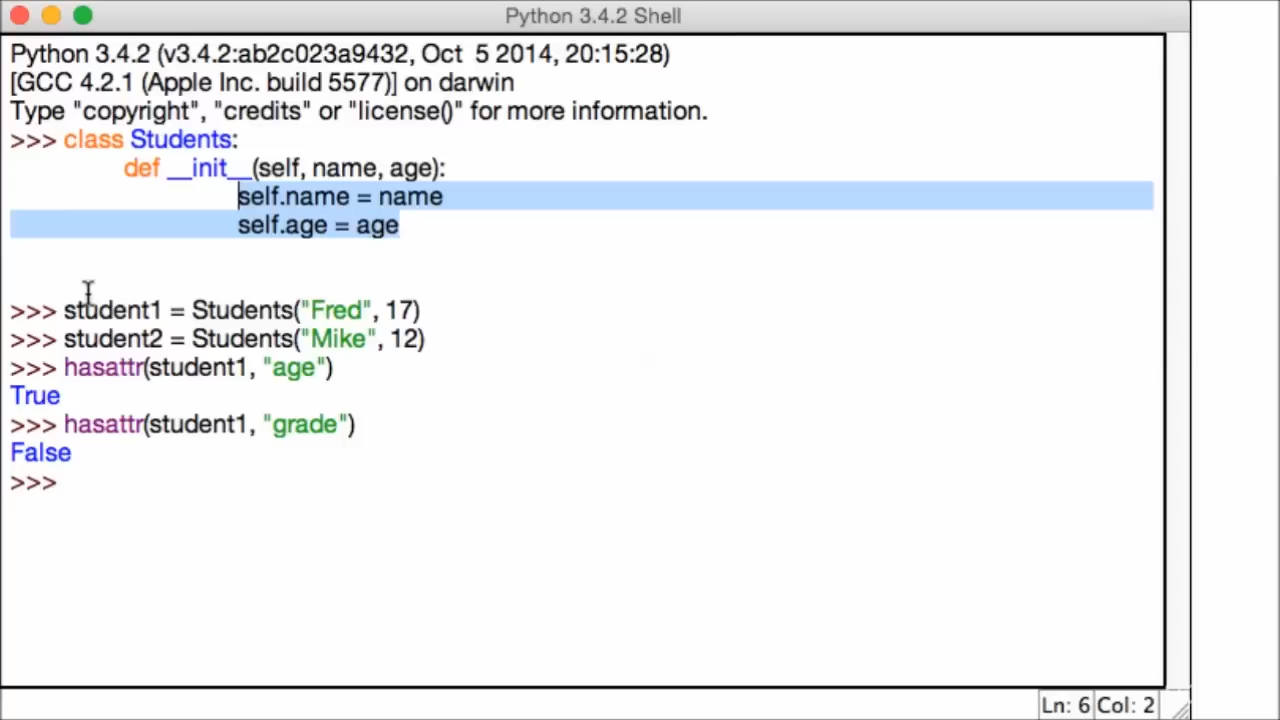 Python 3.4.2 Shell
Python 3.4.2 (v3.4.2:ab2c023a9432, Oct  5 2014, 20:15:28)
[GCC 4.2.1 (Apple Inc. build 5577)] on darwin
Type "copyright", "credits" or "license()" for more information.
>>> class Students:
        def __init__(self, name, age):
                self.name = name
                self.age = age
>>> student1 = Students("Fred", 17)
>>> student2 = Students("Mike", 12)
>>> hasattr(student1, "age")
True
>>> hasattr(student1, "grade")
False
>>>
Ln: 6 Col: 2